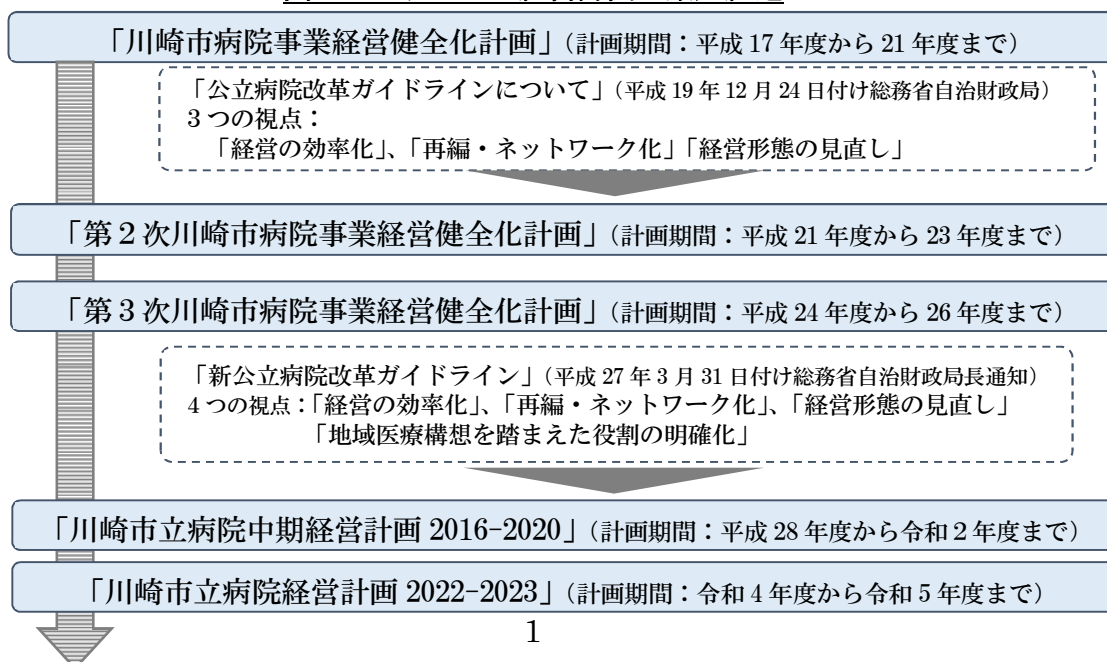 「川崎市病院事業経営健全化計画」（計画期間：平成 17 年度から 21 年度まで）
「公立病院改革ガイドラインについて」（平成 19 年 12 月 24 日付け総務省自治財政局）
３つの視点：
「経営の効率化」、「再編・ネットワーク化」「経営形態の見直し」
「第２次川崎市病院事業経営健全化計画」（計画期間：平成 21 年度から 23 年度まで）
「第３次川崎市病院事業経営健全化計画」（計画期間：平成 24 年度から 26 年度まで）
「新公立病院改革ガイドライン」（平成 27 年 3 月 31 日付け総務省自治財政局長通知）
４つの視点：「経営の効率化」、「再編・ネットワーク化」、「経営形態の見直し」
「地域医療構想を踏まえた役割の明確化」
「川崎市立病院中期経営計画 2016-2020」（計画期間：平成 28 年度から令和２年度まで）
「川崎市立病院経営計画 2022-2023」（計画期間：令和 4 年度から令和 5 年度まで）
1